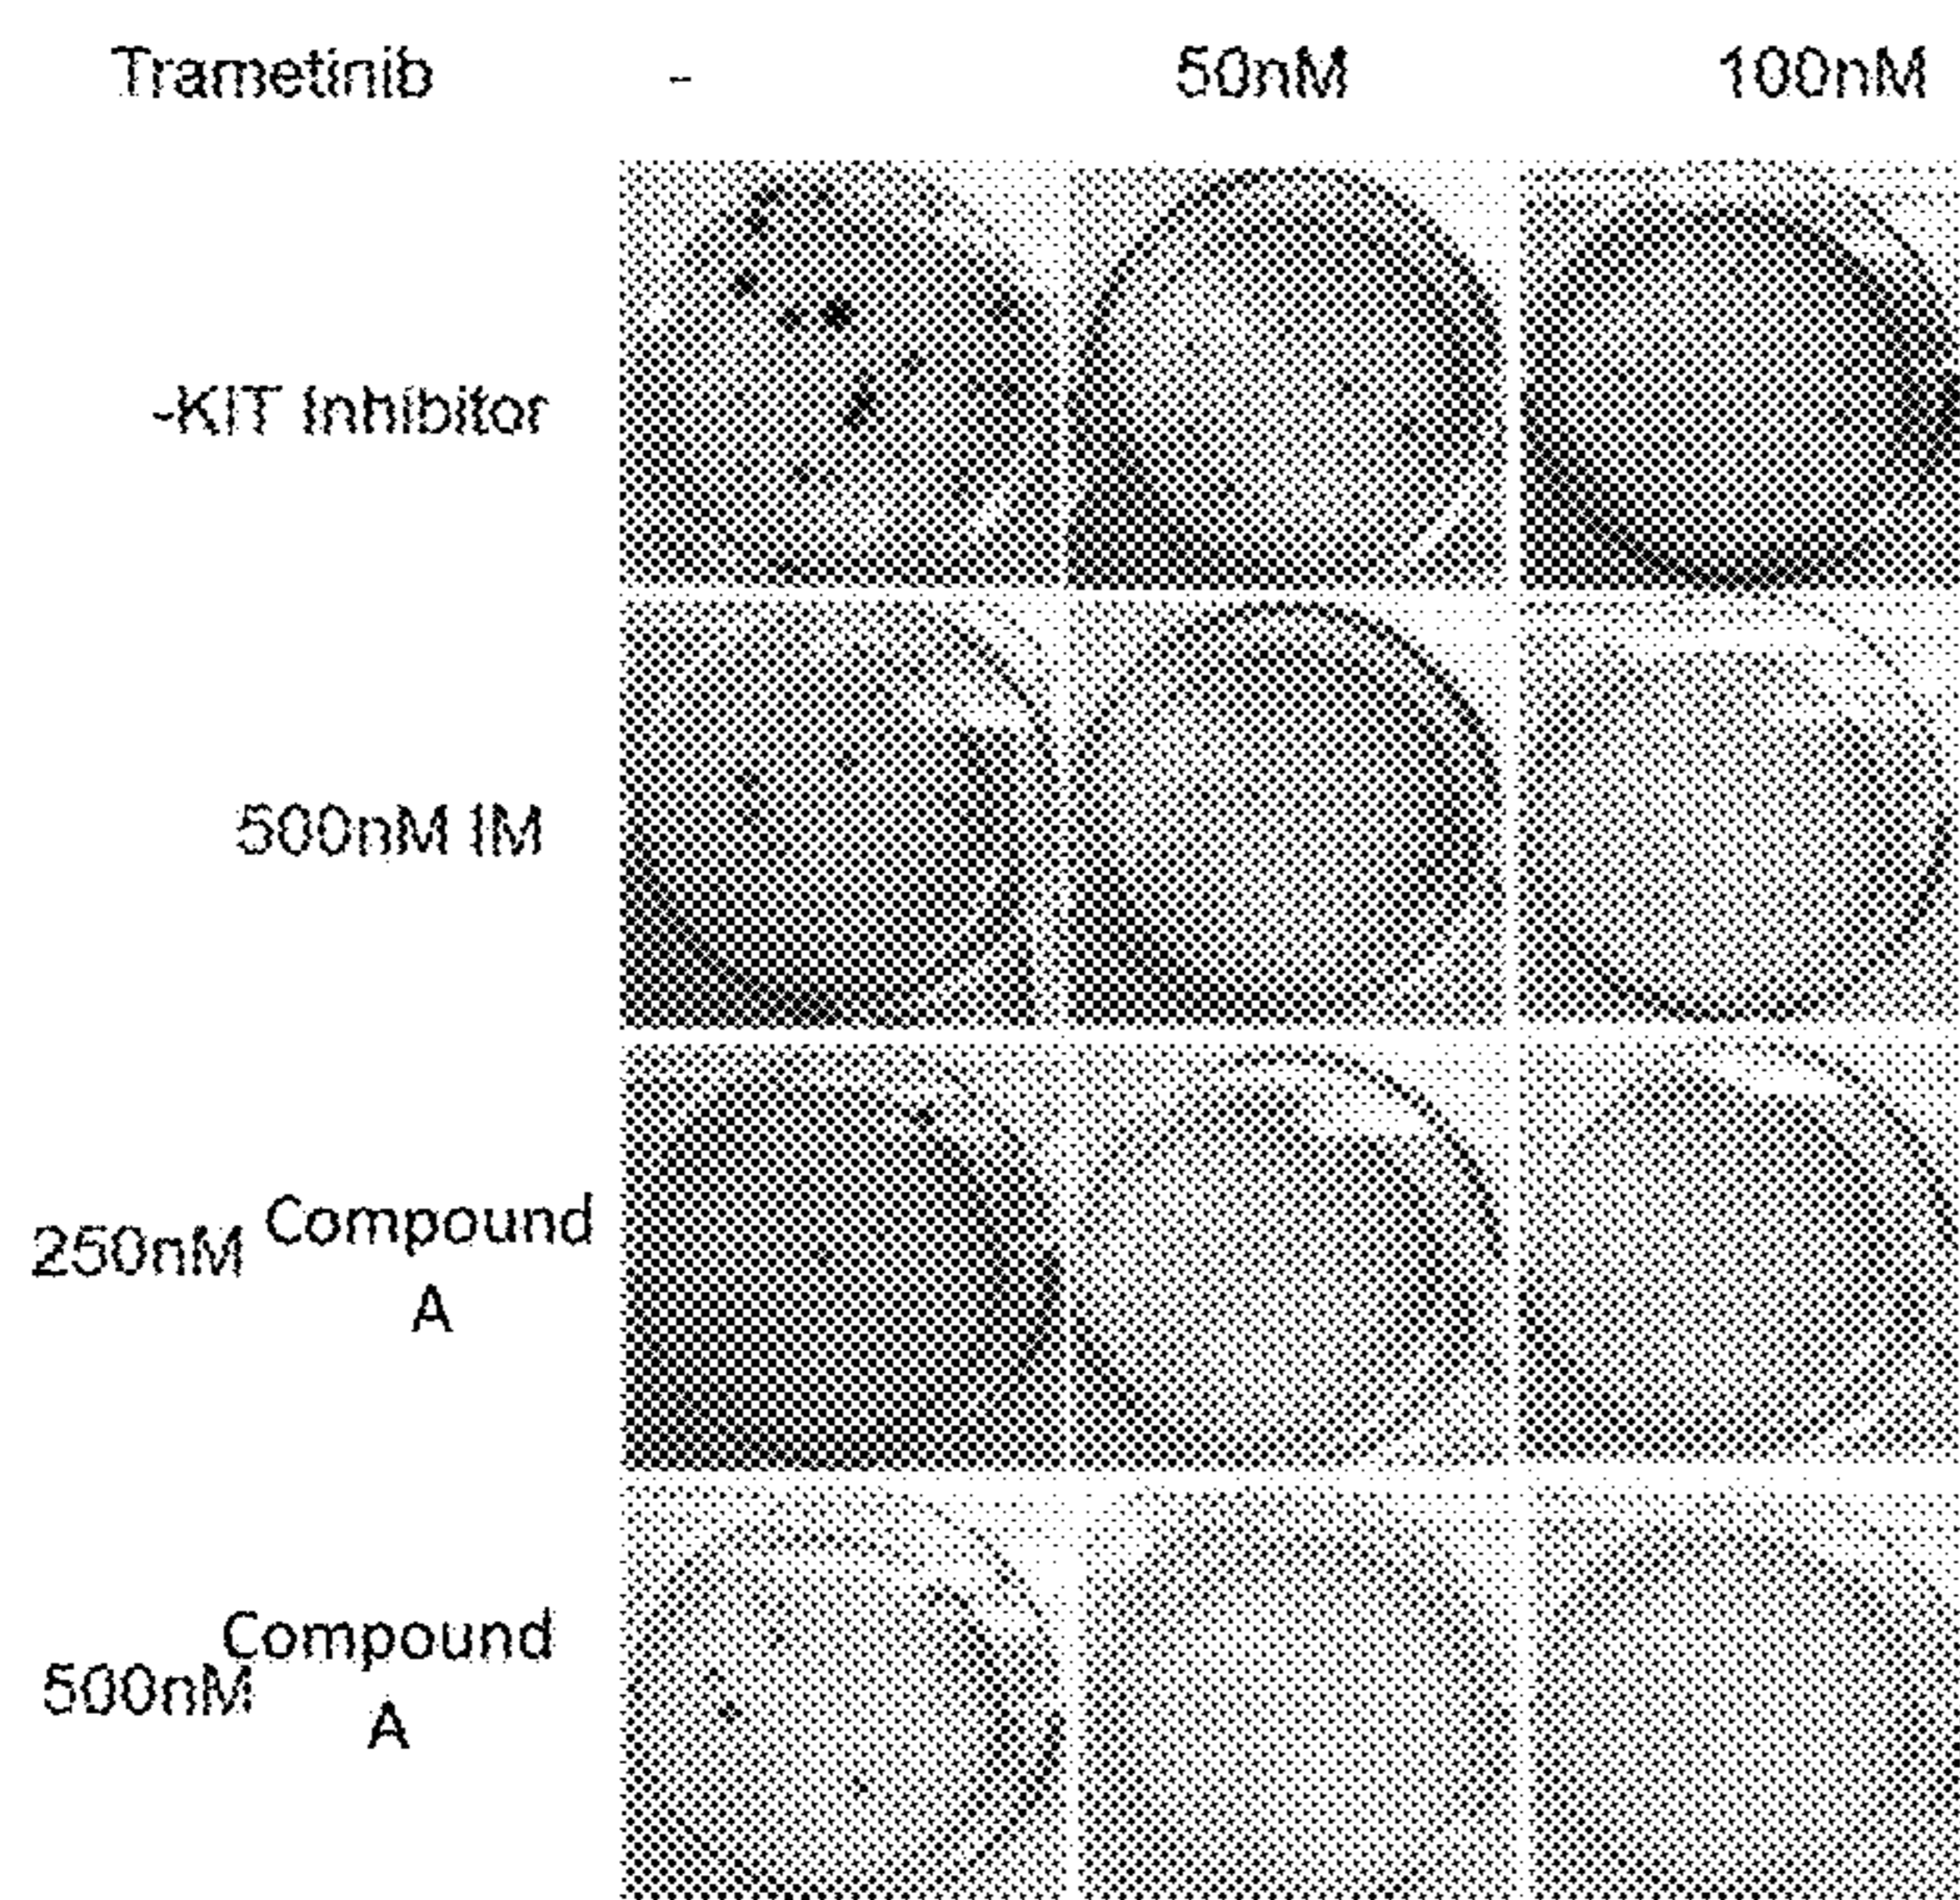 Trametinib - 50nM 100nM
-KIT Inhibitor
500nM IM
250nM Compound
A
500nM Compound
A